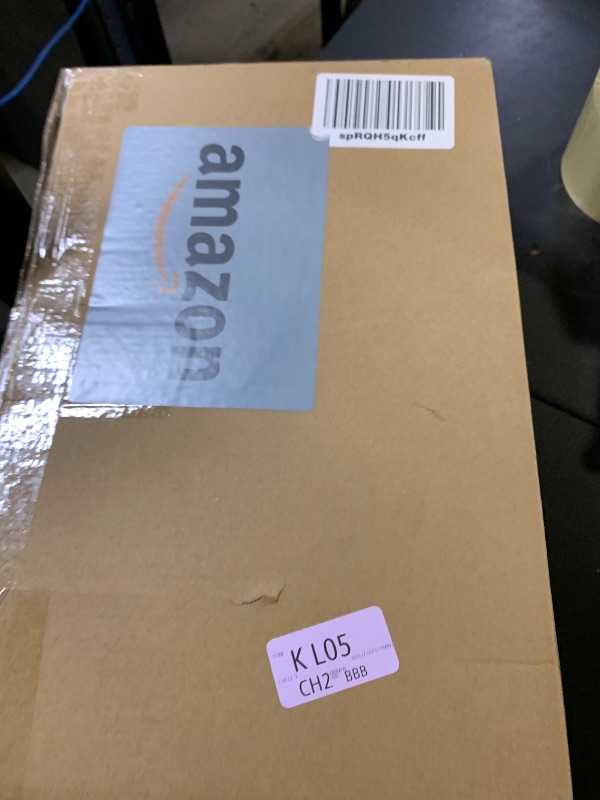 spRQH5qKcff
amazon
K L05
CH2
BBB